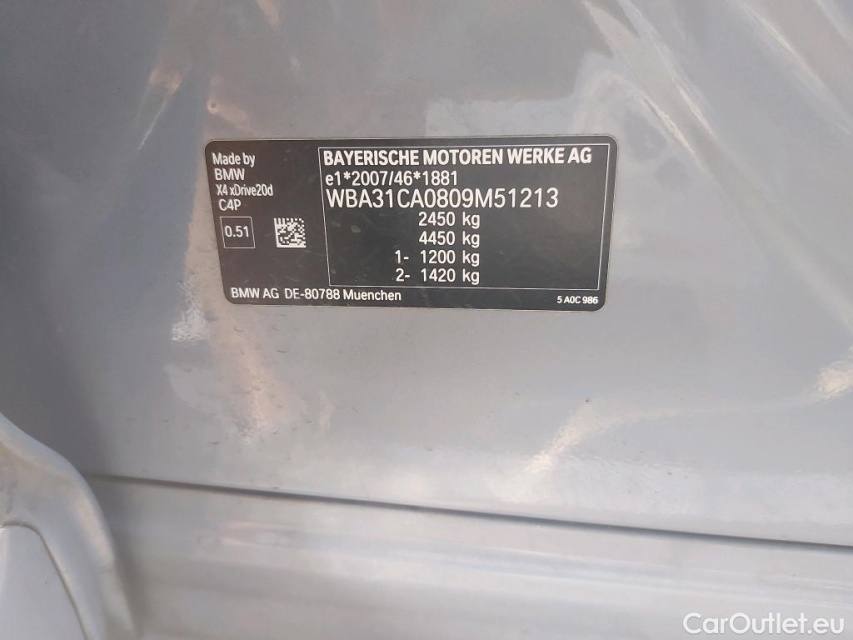 Made by
BMW
X4 xDrive20d
C4P
0.51
BAYERISCHE MOTOREN WERKE AG
e1*2007/46*1881
WBA31CA0809M51213
2450 kg
4450 kg
1- 1200 kg
2- 1420 kg
BMW AG DE-80788 Muenchen
5 A0C 986
CarOutlet.eu